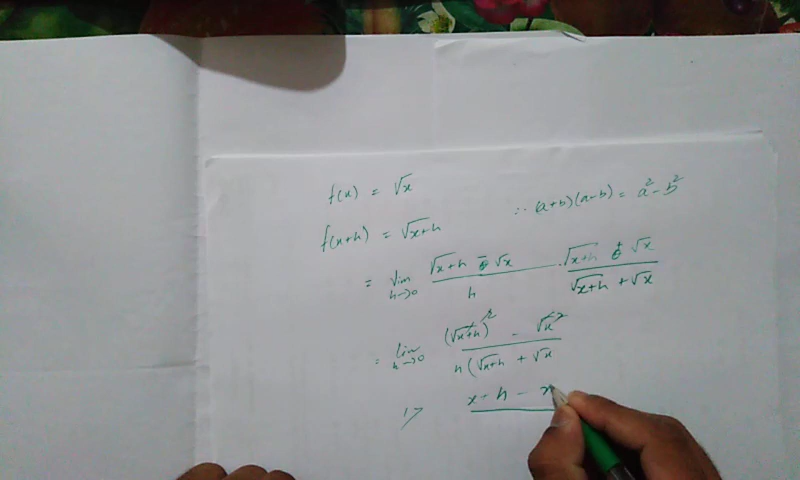 f(x) = √x
∴ (a+b)(a-b) = a² - b²
f(x+h) = √x+h
= lim h→0 √x+h - √x / h · √x+h + √x / √x+h + √x
= lim h→0 (√x+h)² - √x² / h(√x+h + √x
x + h - x